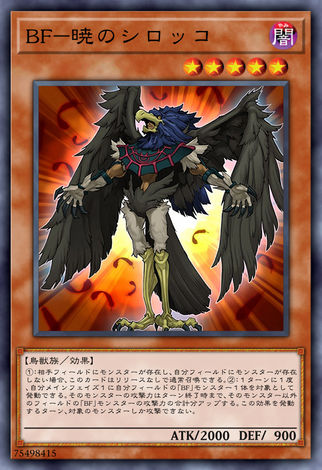 BF－暁のシロッコ
闇
やみ
【鳥獣族／効果】
①：相手フィールドにモンスターが存在し、自分フィールドにモンスターが存在
しない場合、このカードはリリースなしで通常召喚できる。②：１ターンに１度、
自分メインフェイズ１に自分フィールドの「BF」モンスター１体を対象として
発動できる。そのモンスターの攻撃力はターン終了時まで、そのモンスター以外
のフィールドの「BF」モンスターの攻撃力の合計分アップする。この効果を発動
するターン、対象のモンスターしか攻撃できない。
ATK/2000 DEF/ 900
75498415